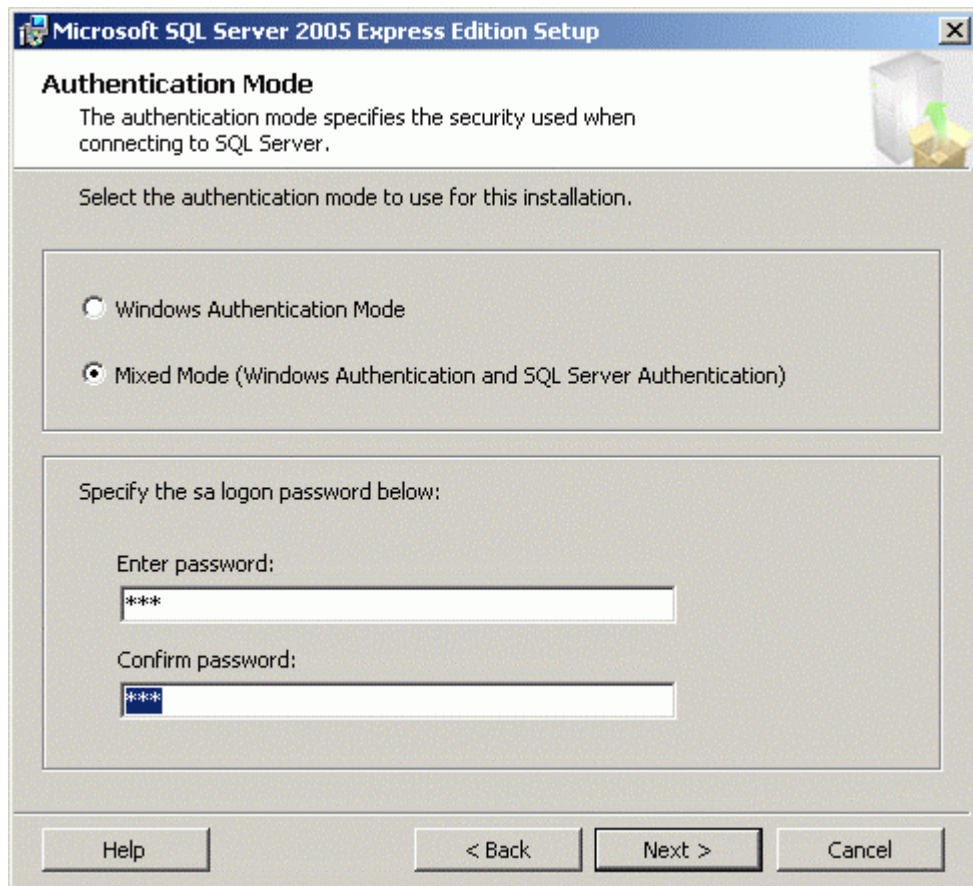 Microsoft SQL Server 2005 Express Edition Setup
Authentication Mode
The authentication mode specifies the security used when
connecting to SQL Server.
Select the authentication mode to use for this installation.
Windows Authentication Mode
Mixed Mode (Windows Authentication and SQL Server Authentication)
Specify the sa logon password below:
Enter password:
***
Confirm password:
***
Help
< Back
Next >
Cancel